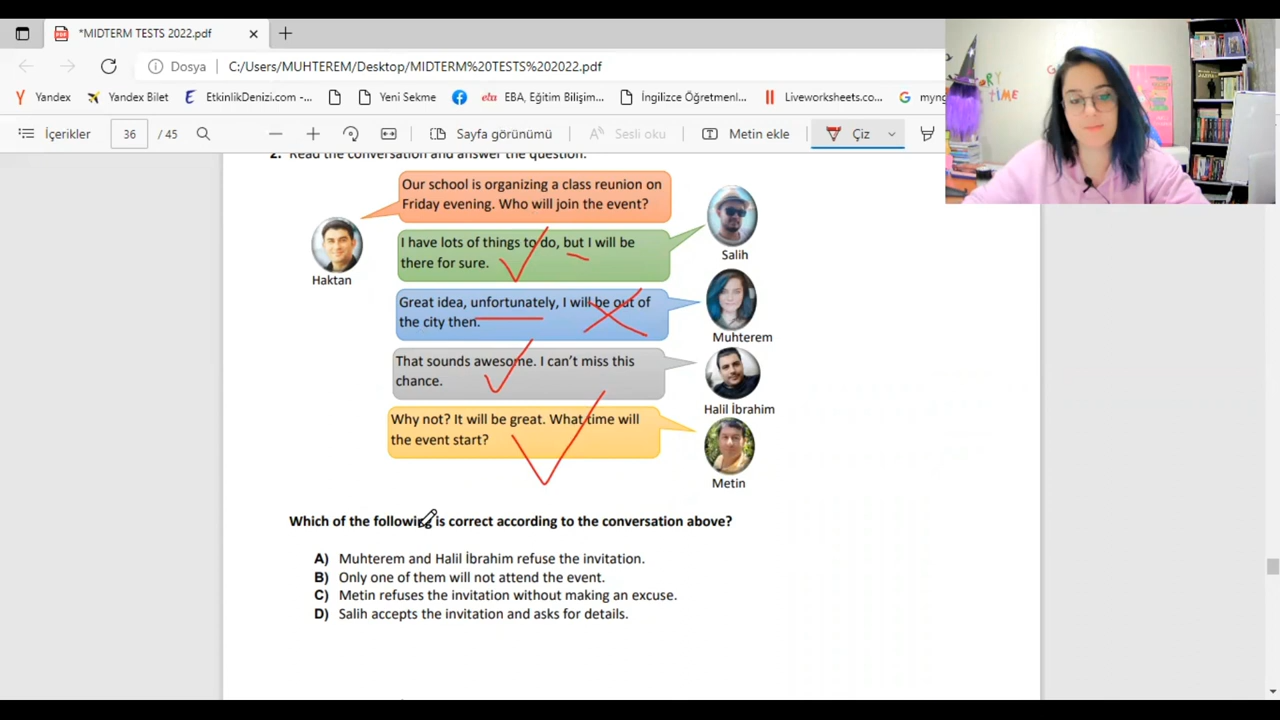 *MIDTERM TESTS 2022.pdf
Dosya
C:/Users/MUHTEREM/Desktop/MIDTERM%20TESTS%202022.pdf
Yandex
Yandex Bilet
EtkinlikDenizi.com -...
Yeni Sekme
EBA, Eğitim Bilişim...
İngilizce Öğretmenl...
Liveworksheets.co...
myng
İçerikler
36 / 45
Sayfa görünümü
Sesli oku
Metin ekle
Çiz
2. Read the conversation and answer the question.
Our school is organizing a class reunion on
Friday evening. Who will join the event?
Haktan
I have lots of things to do, but I will be
there for sure.
Salih
Great idea, unfortunately, I will be out of
the city then.
Muhterem
That sounds awesome. I can't miss this
chance.
Halil İbrahim
Why not? It will be great. What time will
the event start?
Metin
Which of the following is correct according to the conversation above?
A) Muhterem and Halil İbrahim refuse the invitation.
B) Only one of them will not attend the event.
C) Metin refuses the invitation without making an excuse.
D) Salih accepts the invitation and asks for details.
TIME